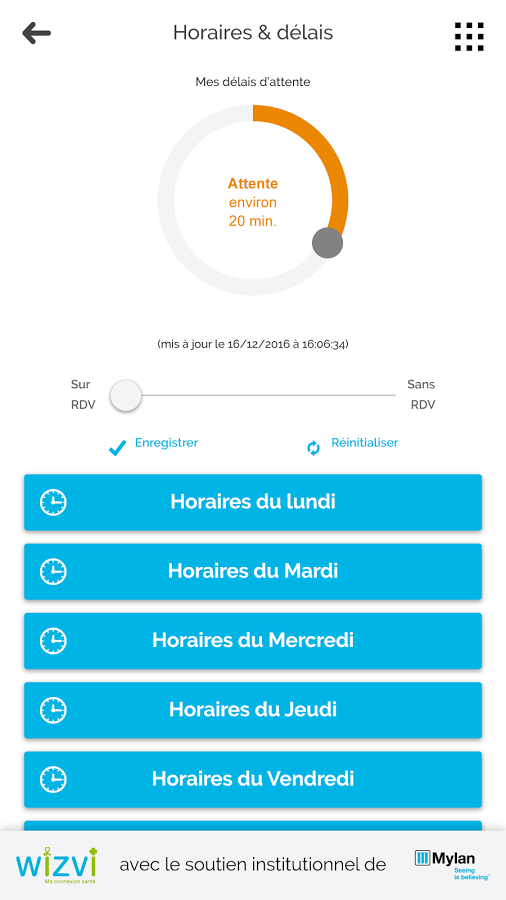 Horaires & délais
Mes délais d'attente
Attente
environ
20 min.
(mis à jour le 16/12/2016 à 16:06:34)
Sur
RDV
Sans
RDV
Enregistrer
Réinitialiser
Horaires du lundi
Horaires du Mardi
Horaires du Mercredi
Horaires du Jeudi
Horaires du Vendredi
wizvi
Ma connexion santé
avec le soutien institutionnel de
Mylan
Seeing
is believing